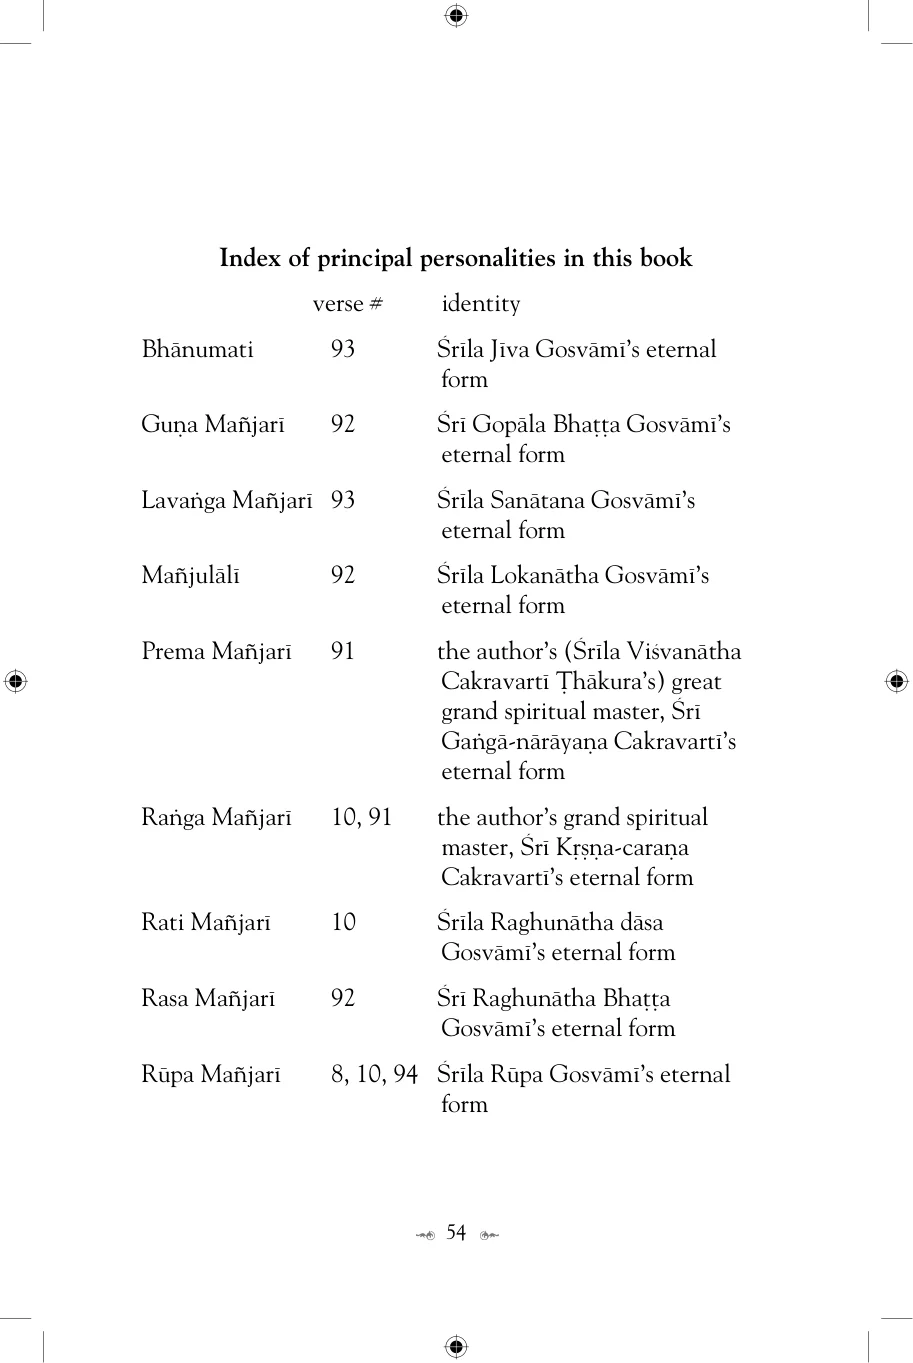 Index of principal personalities in this book
verse # identity
Bhānumati 93 Śrīla Jīva Gosvāmī’s eternal
form
Guṇa Mañjarī 92 Śrī Gopāla Bhaṭṭa Gosvāmī’s
eternal form
Lavaṅga Mañjarī 93 Śrīla Sanātana Gosvāmī’s
eternal form
Mañjulālī 92 Śrīla Lokanātha Gosvāmī’s
eternal form
Prema Mañjarī 91 the author’s (Śrīla Viśvanātha
Cakravartī Ṭhākura’s) great
grand spiritual master, Śrī
Gaṅgā-nārāyaṇa Cakravartī’s
eternal form
Raṅga Mañjarī 10, 91 the author’s grand spiritual
master, Śrī Kṛṣṇa-caraṇa
Cakravartī’s eternal form
Rati Mañjarī 10 Śrīla Raghunātha dāsa
Gosvāmī’s eternal form
Rasa Mañjarī 92 Śrī Raghunātha Bhaṭṭa
Gosvāmī’s eternal form
Rūpa Mañjarī 8, 10, 94 Śrīla Rūpa Gosvāmī’s eternal
form
54